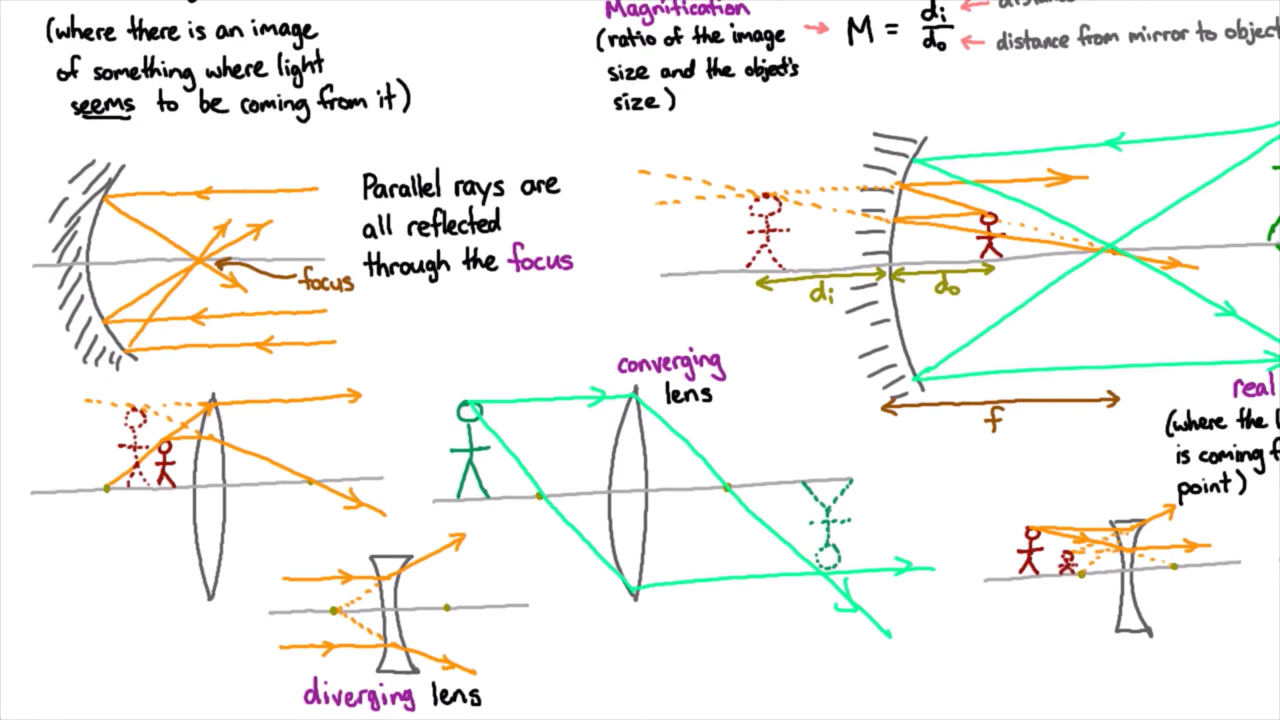 (where there is an image
of something where light
seems to be coming from it)
Magnification
(ratio of the image
size and the object's
size)
M = di/do
distance from mirror to object
Parallel rays are
all reflected
through the focus
focus
di
do
f
converging
lens
real
(where the
is coming
point)
diverging lens